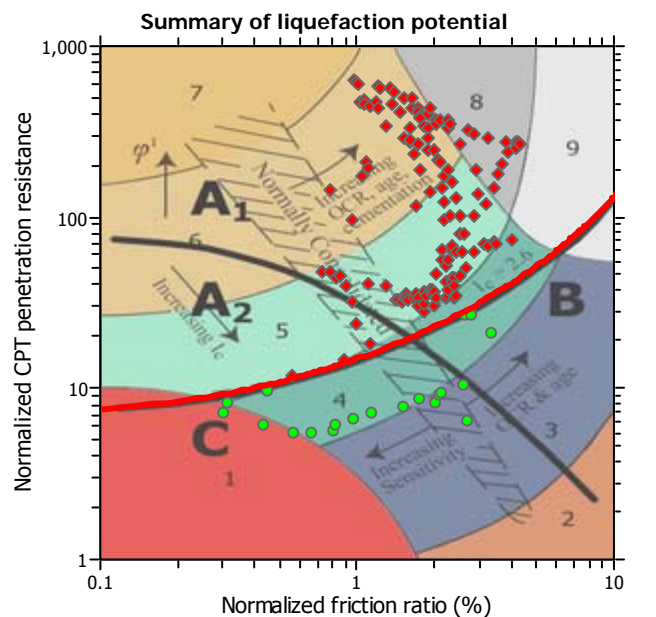 Summary of liquefaction potential
Normalized CPT penetration resistance
1,000
100
10
1
7
8
9
φ'
Increasing
OCR, age,
cementation
Normally Consolidated
A1
6
A2
Increasing Ic
5
Ic = 2.6
B
4
C
1
Increasing
OCR & age
Increasing
Sensitivity
3
2
0.1
1
10
Normalized friction ratio (%)